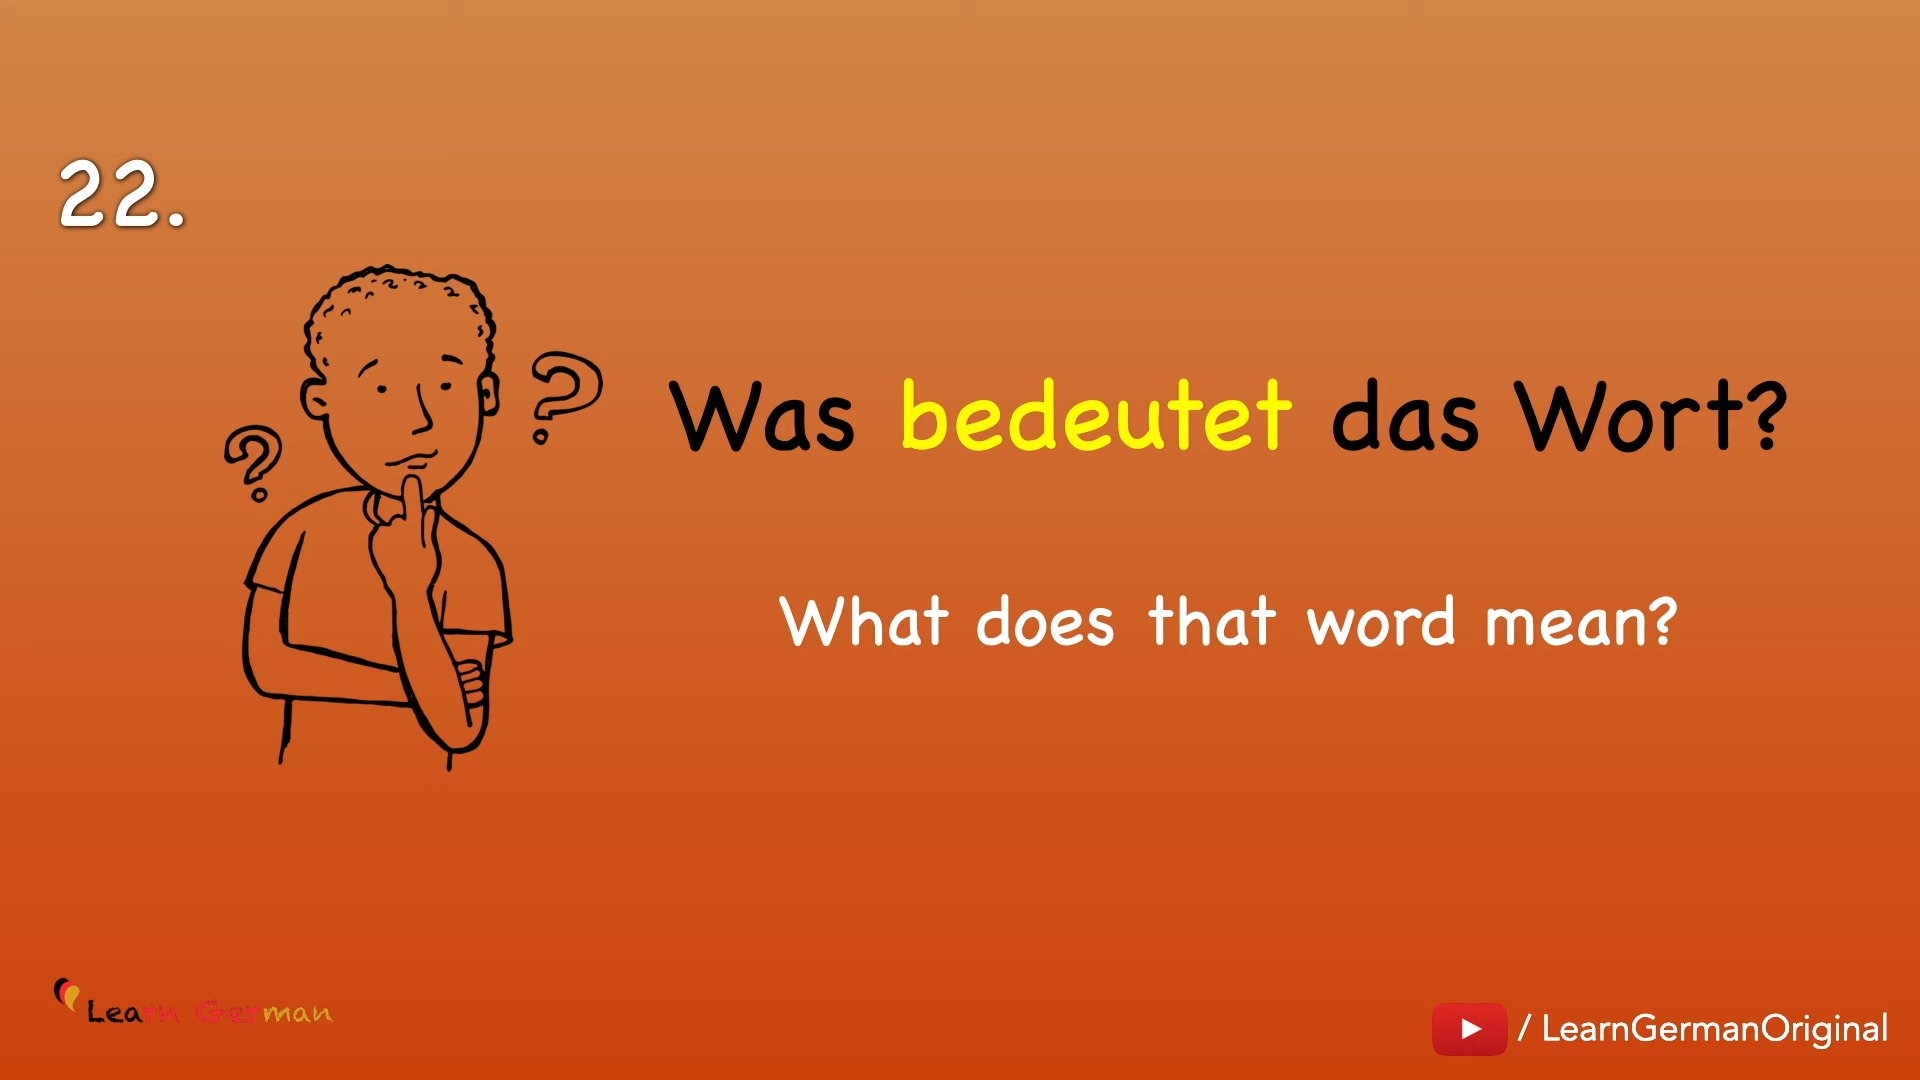 22.
Was bedeutet das Wort?
What does that word mean?
Learn German
/ LearnGermanOriginal